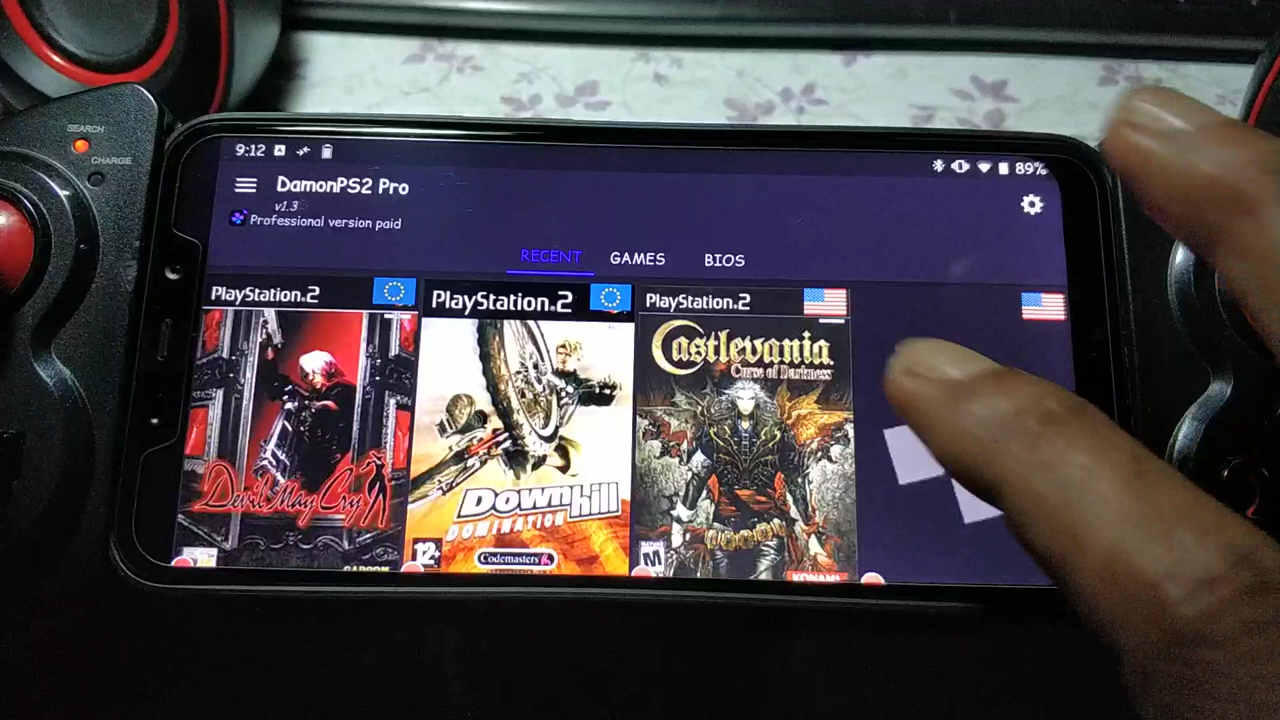 SEARCH
CHARGE
9:12
89%
DamonPS2 Pro
v1.3
Professional version paid
RECENT
GAMES
BIOS
PlayStation.2
Devil May Cry
PlayStation.2
Downhill
DOMINATION
12+
Codemasters
PlayStation.2
Castlevania
Curse of Darkness
M
KONAMI